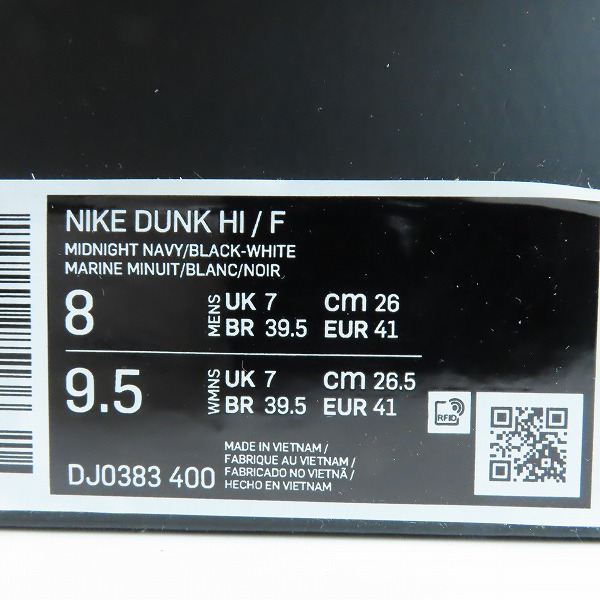 NIKE DUNK HI / F
MIDNIGHT NAVY/BLACK-WHITE
MARINE MINUIT/BLANC/NOIR
8 MENS UK 7 cm 26
BR 39.5 EUR 41
9.5 WMNS UK 7 cm 26.5
BR 39.5 EUR 41
RFID
MADE IN VIETNAM/
FABRIQUE AU VIETNAM/
FABRICADO NO VIETNÃ/
HECHO EN VIETNAM
DJ0383 400